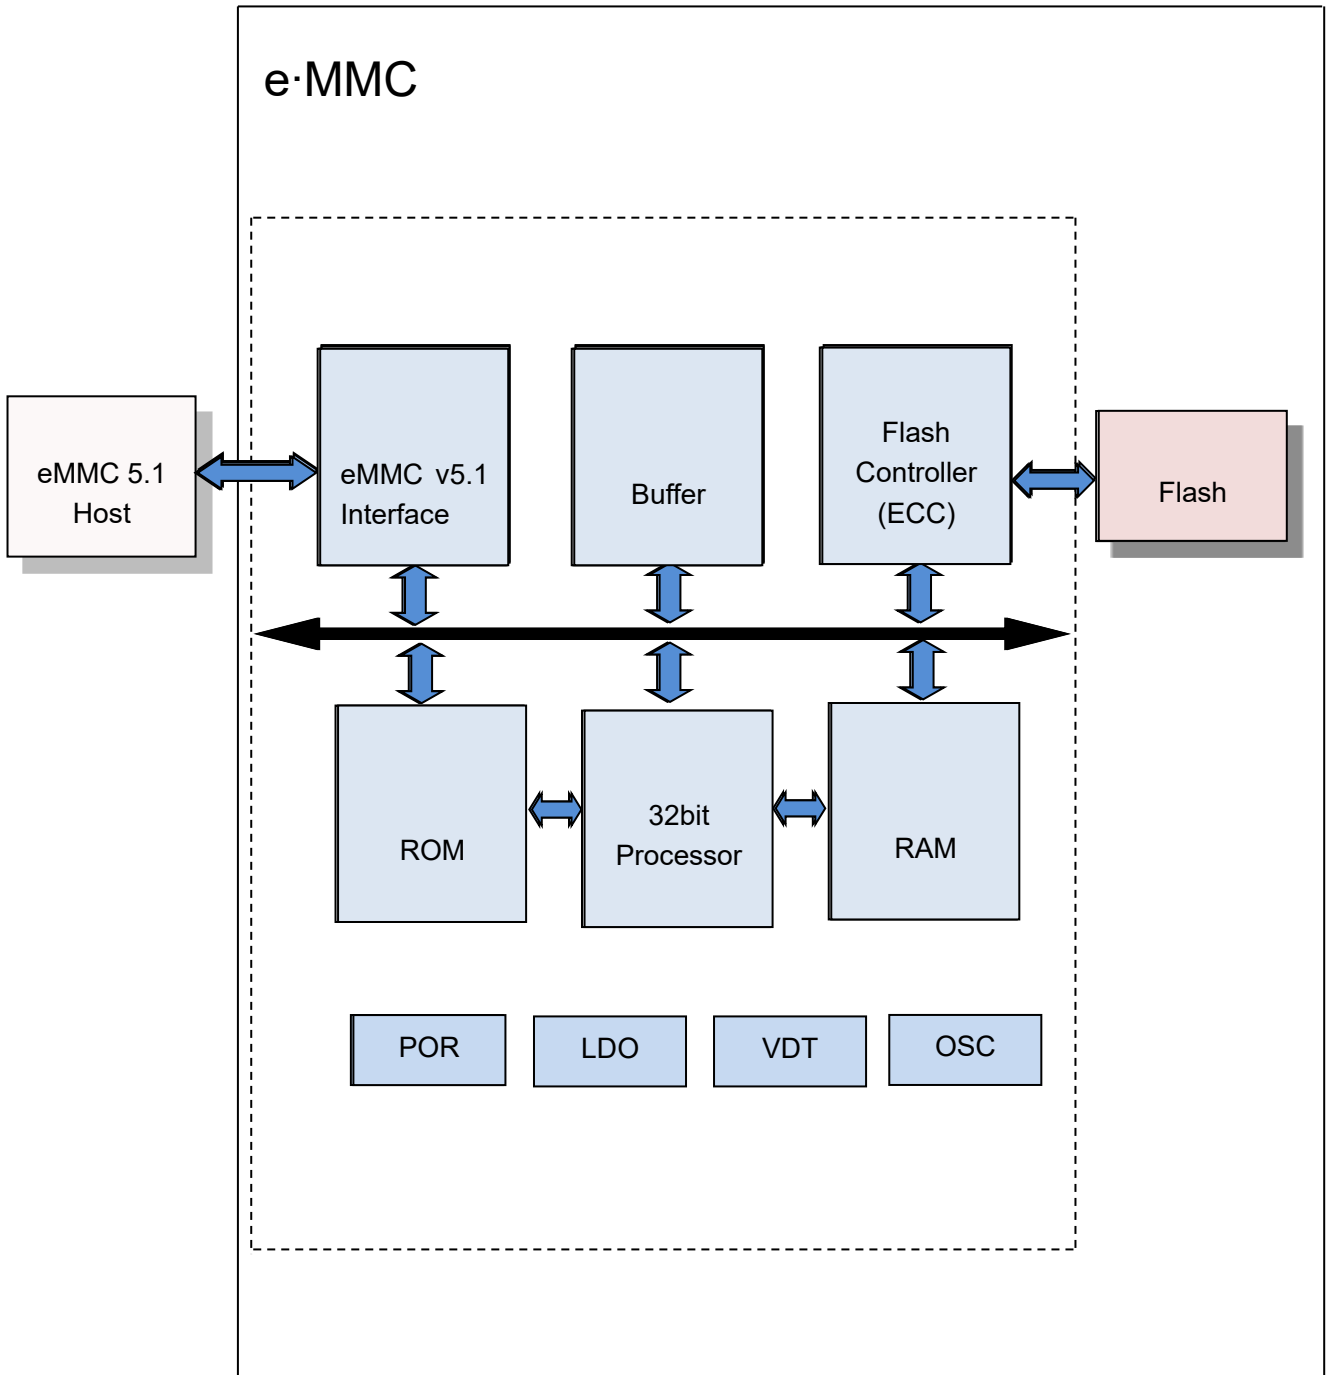 e·MMC
eMMC 5.1
Host
eMMC v5.1
Interface
Buffer
Flash
Controller
(ECC)
Flash
ROM
32bit
Processor
RAM
POR
LDO
VDT
OSC